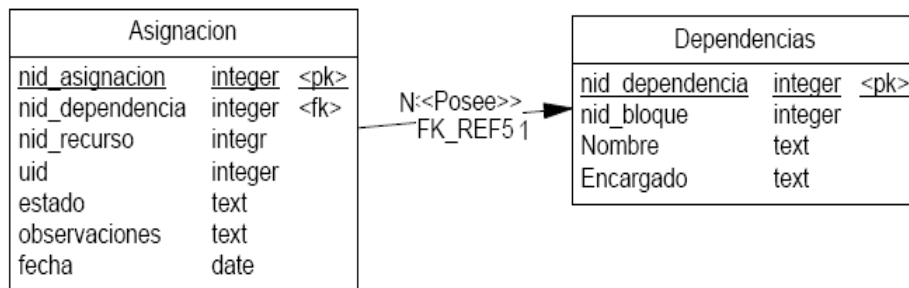 Asignacion
nid_asignacion integer <pk>
nid_dependencia integer <fk>
nid_recurso integr
uid integer
estado text
observaciones text
fecha date
N:<<Posee>>
FK_REF5 1
Dependencias
nid_dependencia integer <pk>
nid_bloque integer
Nombre text
Encargado text